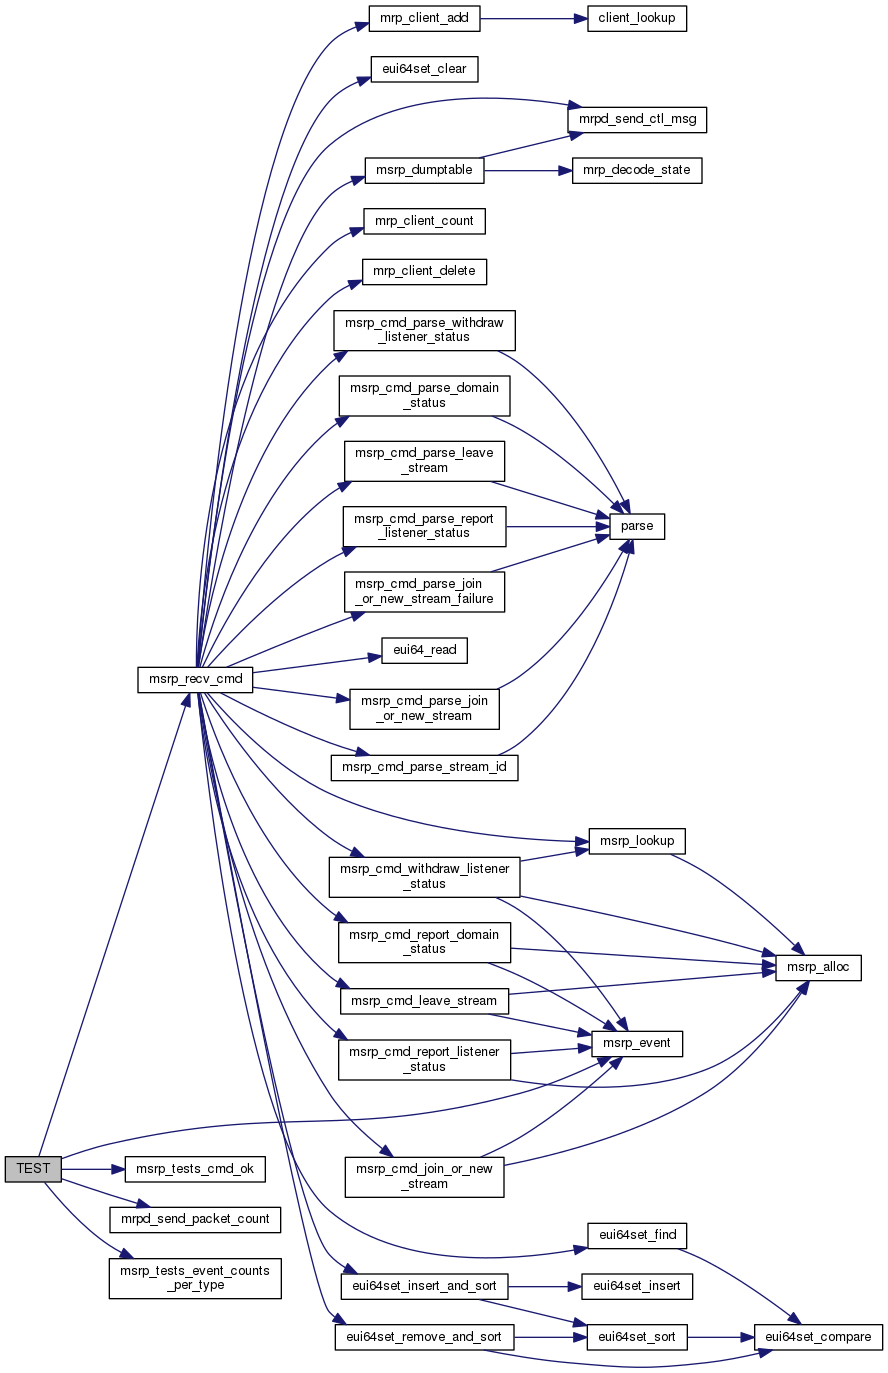 mrp_client_add
client_lookup
eui64set_clear
mrpd_send_ctl_msg
msrp_dumptable
mrp_decode_state
mrp_client_count
mrp_client_delete
msrp_cmd_parse_withdraw
_listener_status
msrp_cmd_parse_domain
_status
msrp_cmd_parse_leave
_stream
msrp_cmd_parse_report
_listener_status
parse
msrp_cmd_parse_join
_or_new_stream_failure
eui64_read
msrp_recv_cmd
msrp_cmd_parse_join
_or_new_stream
msrp_cmd_parse_stream_id
msrp_lookup
msrp_cmd_withdraw_listener
_status
msrp_cmd_report_domain
_status
msrp_alloc
msrp_cmd_leave_stream
msrp_event
msrp_cmd_report_listener
_status
TEST
msrp_tests_cmd_ok
msrp_cmd_join_or_new
_stream
mrpd_send_packet_count
eui64set_find
msrp_tests_event_counts
_per_type
eui64set_insert_and_sort
eui64set_insert
eui64set_remove_and_sort
eui64set_sort
eui64set_compare